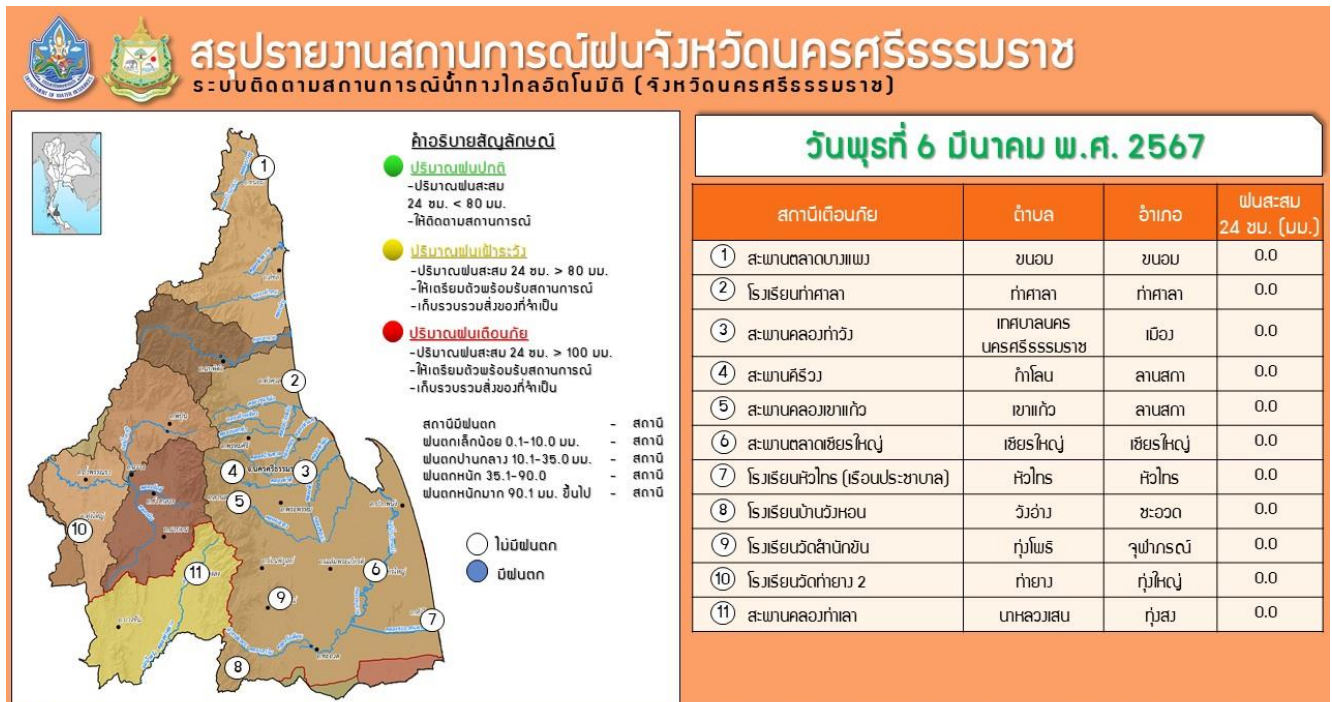 สรุปรายงานสถานการณ์ฝนจังหวัดนครศรีธรรมราช
ระบบติดตามสถานการณ์น้ำทางไกลอัตโนมัติ (จังหวัดนครศรีธรรมราช)
คำอธิบายสัญลักษณ์
ปริมาณฝนปกติ
-ปริมาณฝนสะสม
24 ชม. < 80 มม.
-ให้ติดตามสถานการณ์
ปริมาณฝนเฝ้าระวัง
-ปริมาณฝนสะสม 24 ชม. > 80 มม.
-ให้เตรียมตัวพร้อมรับสถานการณ์
-เก็บรวบรวมสิ่งของที่จำเป็น
ปริมาณฝนเตือนภัย
-ปริมาณฝนสะสม 24 ชม. > 100 มม.
-ให้เตรียมตัวพร้อมรับสถานการณ์
-เก็บรวบรวมสิ่งของที่จำเป็น
สถานีมีฝนตก - สถานี
ฝนตกเล็กน้อย 0.1-10.0 มม. - สถานี
ฝนตกปานกลาง 10.1-35.0 มม. - สถานี
ฝนตกหนัก 35.1-90.0 - สถานี
ฝนตกหนักมาก 90.1 มม. ขึ้นไป - สถานี
ไม่มีฝนตก
มีฝนตก
1
2
3
4
5
6
7
8
9
10
11
วันพุธที่ 6 มีนาคม พ.ศ. 2567
สถานีเตือนภัย ตำบล อำเภอ ฝนสะสม
24 ชม. (มม.)
1 สะพานตลาดบางแพง ขนอม ขนอม 0.0
2 โรงเรียนท่าศาลา ท่าศาลา ท่าศาลา 0.0
3 สะพานคลองท่าวัง เทศบาลนคร
นครศรีธรรมราช เมือง 0.0
4 สะพานคีรีวง กำโลน ลานสกา 0.0
5 สะพานคลองเขาแก้ว เขาแก้ว ลานสกา 0.0
6 สะพานตลาดเชียรใหญ่ เชียรใหญ่ เชียรใหญ่ 0.0
7 โรงเรียนหัวไทร (เรือนประชาบาล) หัวไทร หัวไทร 0.0
8 โรงเรียนบ้านวังหอน วังอ่าง ชะอวด 0.0
9 โรงเรียนวัดสำนักขัน ทุ่งโพธิ จุฬาภรณ์ 0.0
10 โรงเรียนวัดท่ายาง 2 ท่ายาง ทุ่งใหญ่ 0.0
11 สะพานคลองท่าเลา นาหลวงเสน ทุ่งสง 0.0